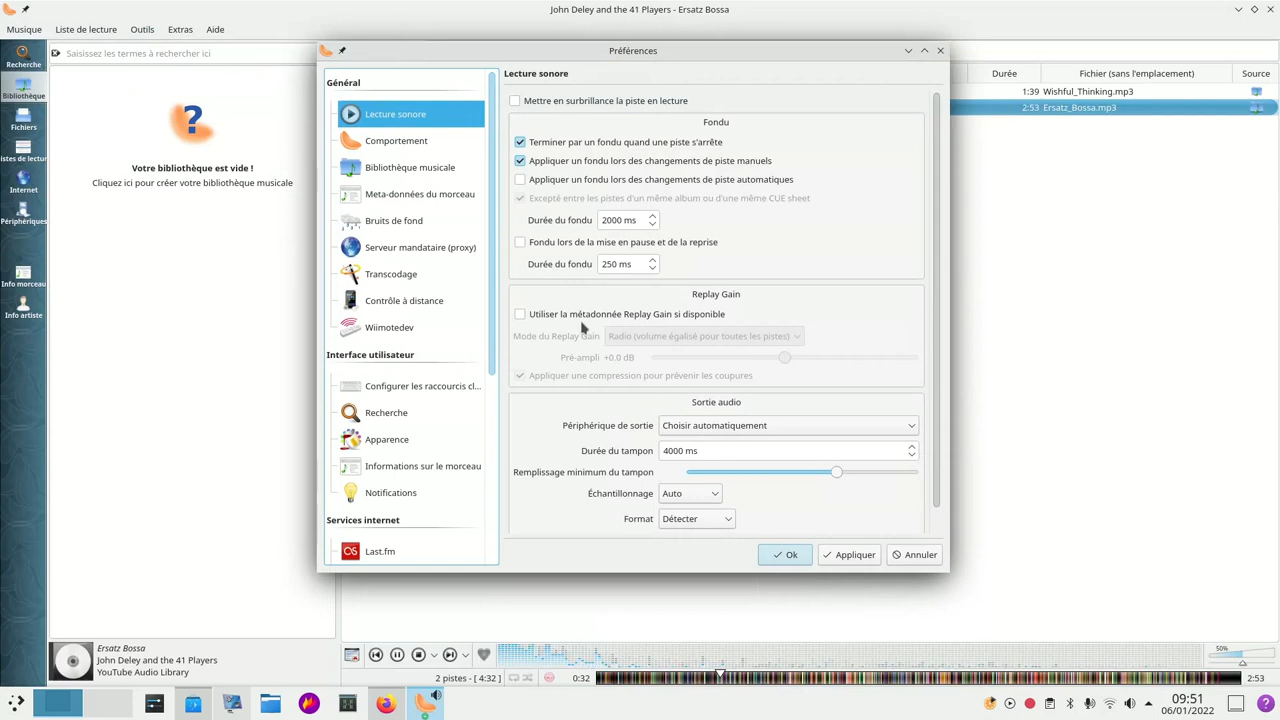 John Deley and the 41 Players - Ersatz Bossa
Musique Liste de lecture Outils Extras Aide
Recherche
Bibliothèque
Fichiers
istes de lectur
Internet
Périphériques
Info morceau
Info artiste
Saisissez les termes à rechercher ici
?
Votre bibliothèque est vide !
Cliquez ici pour créer votre bibliothèque musicale
Durée Fichier (sans l'emplacement) Source
1:39 Wishful_Thinking.mp3
2:53 Ersatz_Bossa.mp3
Préférences
Général
Lecture sonore
Comportement
Bibliothèque musicale
Meta-données du morceau
Bruits de fond
Serveur mandataire (proxy)
Transcodage
Contrôle à distance
Wiimotedev
Interface utilisateur
Configurer les raccourcis cl...
Recherche
Apparence
Informations sur le morceau
Notifications
Services internet
Last.fm
Lecture sonore
Mettre en surbrillance la piste en lecture
Fondu
Terminer par un fondu quand une piste s'arrête
Appliquer un fondu lors des changements de piste manuels
Appliquer un fondu lors des changements de piste automatiques
Excepté entre les pistes d'un même album ou d'une même CUE sheet
Durée du fondu 2000 ms
Fondu lors de la mise en pause et de la reprise
Durée du fondu 250 ms
Replay Gain
Utiliser la métadonnée Replay Gain si disponible
Mode du Replay Gain Radio (volume égalisé pour toutes les pistes)
Pré-ampli +0.0 dB
Appliquer une compression pour prévenir les coupures
Sortie audio
Périphérique de sortie Choisir automatiquement
Durée du tampon 4000 ms
Remplissage minimum du tampon
Échantillonnage Auto
Format Détecter
Ok Appliquer Annuler
Ersatz Bossa
John Deley and the 41 Players
YouTube Audio Library
2 pistes - [ 4:32 ] 0:32 2:53
50%
09:51
06/01/2022